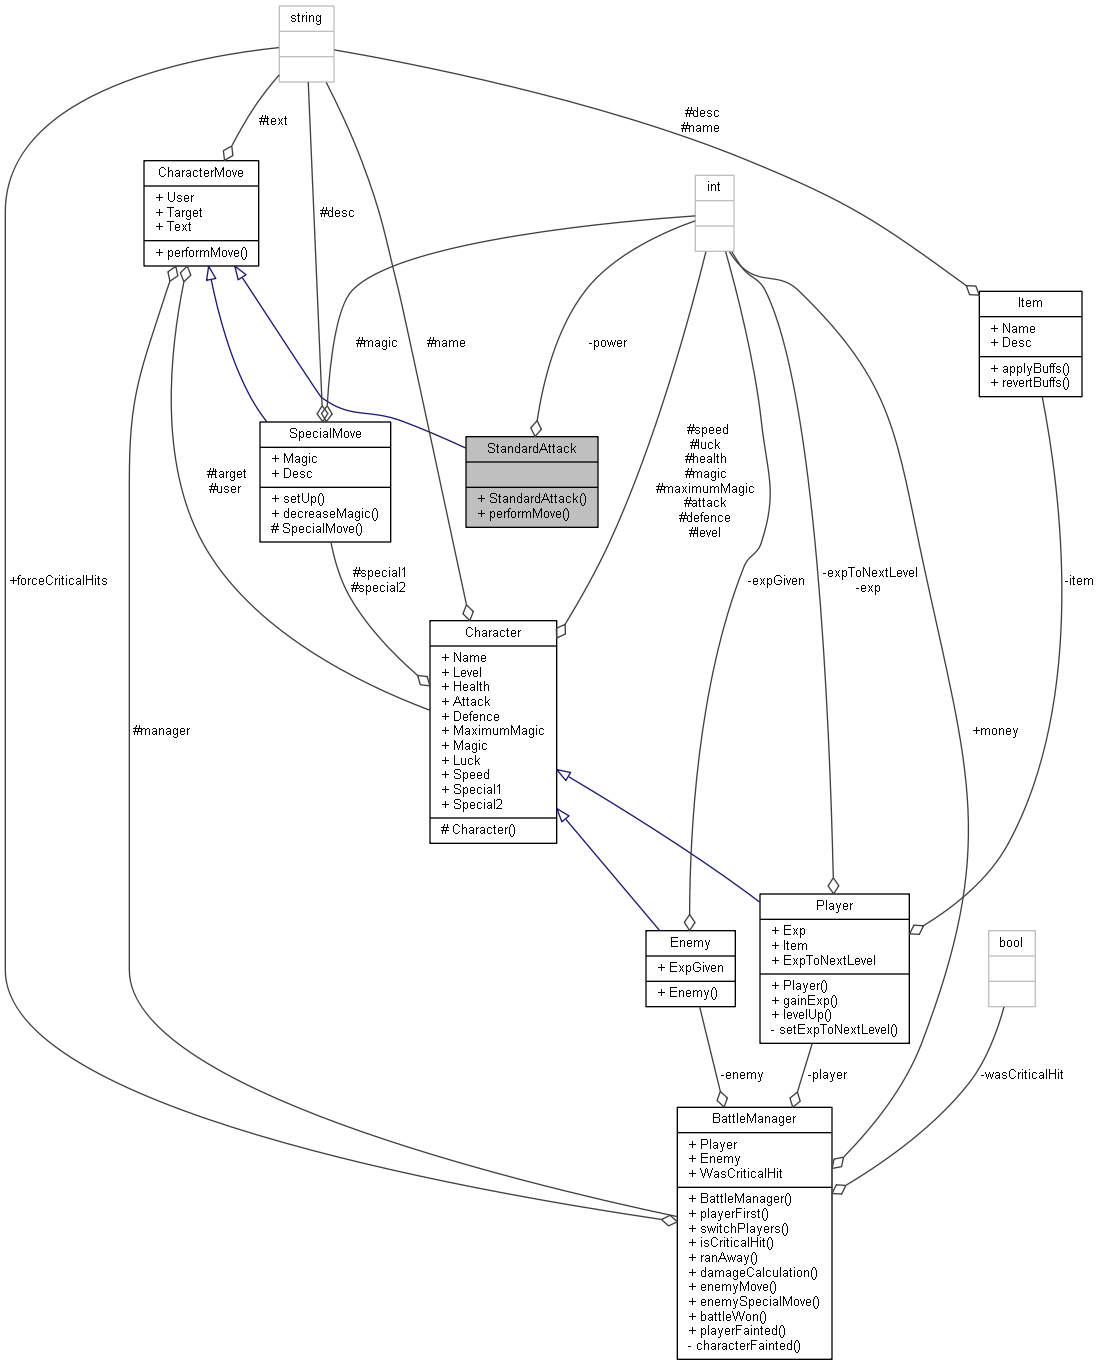 string
#text
#desc
#name
CharacterMove
+ User
+ Target
+ Text
+ performMove()
int
#desc
Item
+ Name
+ Desc
+ applyBuffs()
+ revertBuffs()
#magic
#name
-power
SpecialMove
+ Magic
+ Desc
+ setUp()
+ decreaseMagic()
# SpecialMove()
StandardAttack
+ StandardAttack()
+ performMove()
#speed
#luck
#health
#magic
#maximumMagic
#attack
#defence
#level
#target
#user
+forceCriticalHits
#special1
#special2
-expGiven
-expToNextLevel
-exp
-item
Character
+ Name
+ Level
+ Health
+ Attack
+ Defence
+ MaximumMagic
+ Magic
+ Luck
+ Speed
+ Special1
+ Special2
# Character()
#manager
+money
Player
+ Exp
+ Item
+ ExpToNextLevel
+ Player()
+ gainExp()
+ levelUp()
- setExpToNextLevel()
Enemy
+ ExpGiven
+ Enemy()
bool
-enemy
-player
-wasCriticalHit
BattleManager
+ Player
+ Enemy
+ WasCriticalHit
+ BattleManager()
+ playerFirst()
+ switchPlayers()
+ isCriticalHit()
+ ranAway()
+ damageCalculation()
+ enemyMove()
+ enemySpecialMove()
+ battleWon()
+ playerFainted()
- characterFainted()